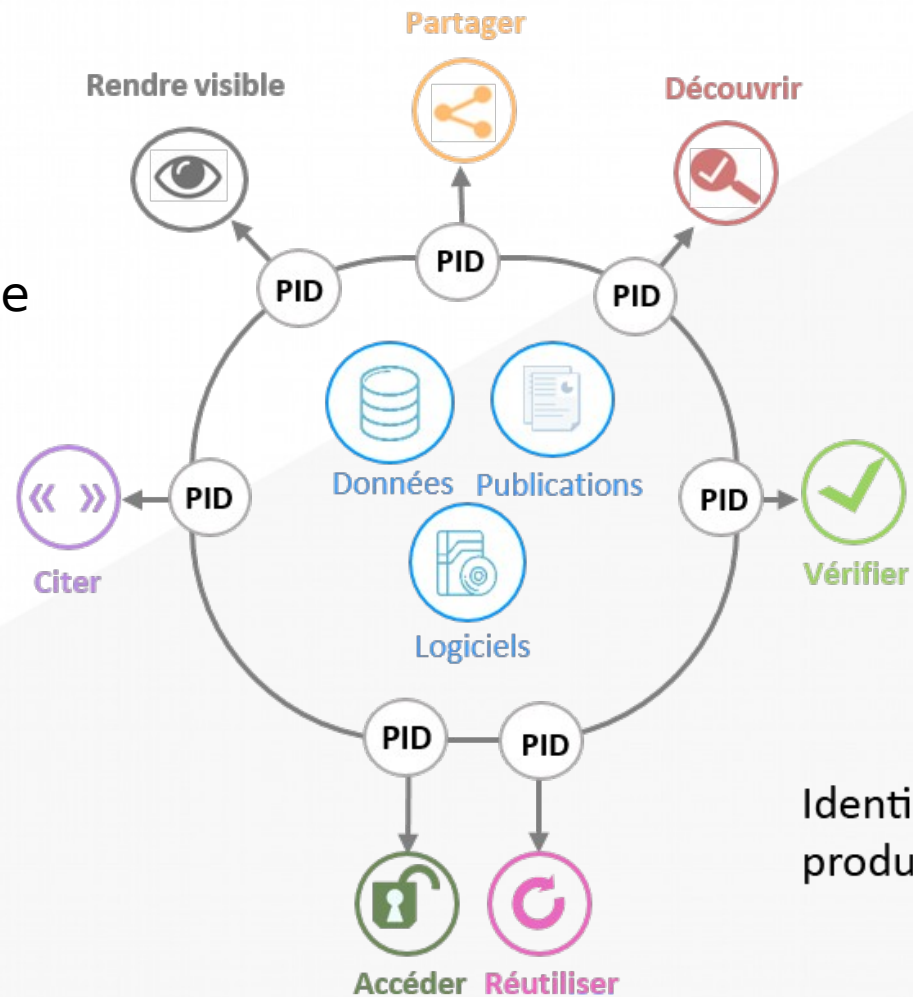 Partager
Rendre visible
Découvrir
PID
PID
PID
e
Données
Publications
PID
PID
« »
Citer
Vérifier
Logiciels
PID
PID
Identi
produ
Accéder
Réutiliser